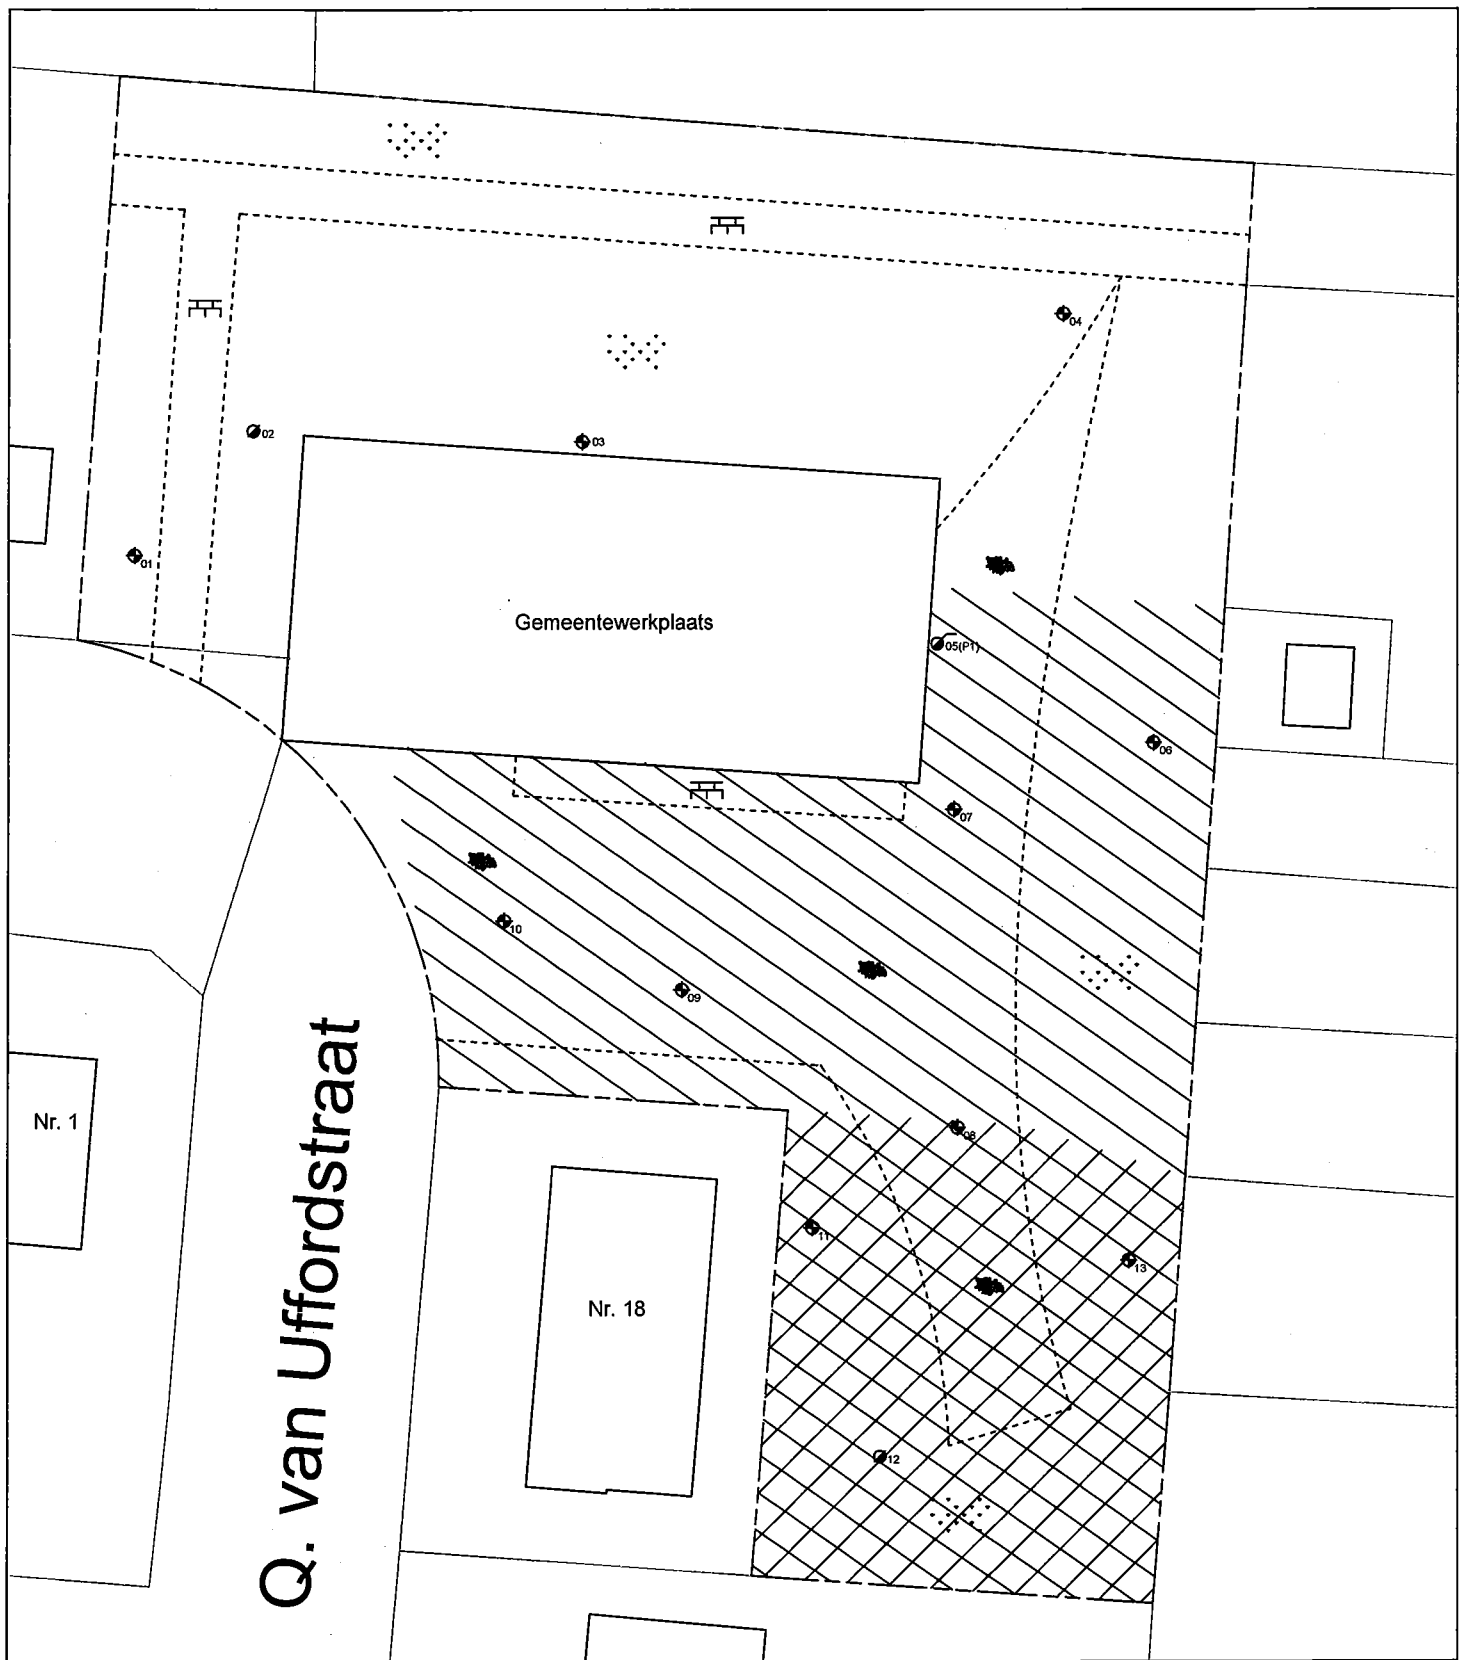 04
02
03
01
Gemeentewerkplaats
05(P1)
06
07
10
09
Nr. 1
08
11
13
Nr. 18
Q. van Uffordstraat
12